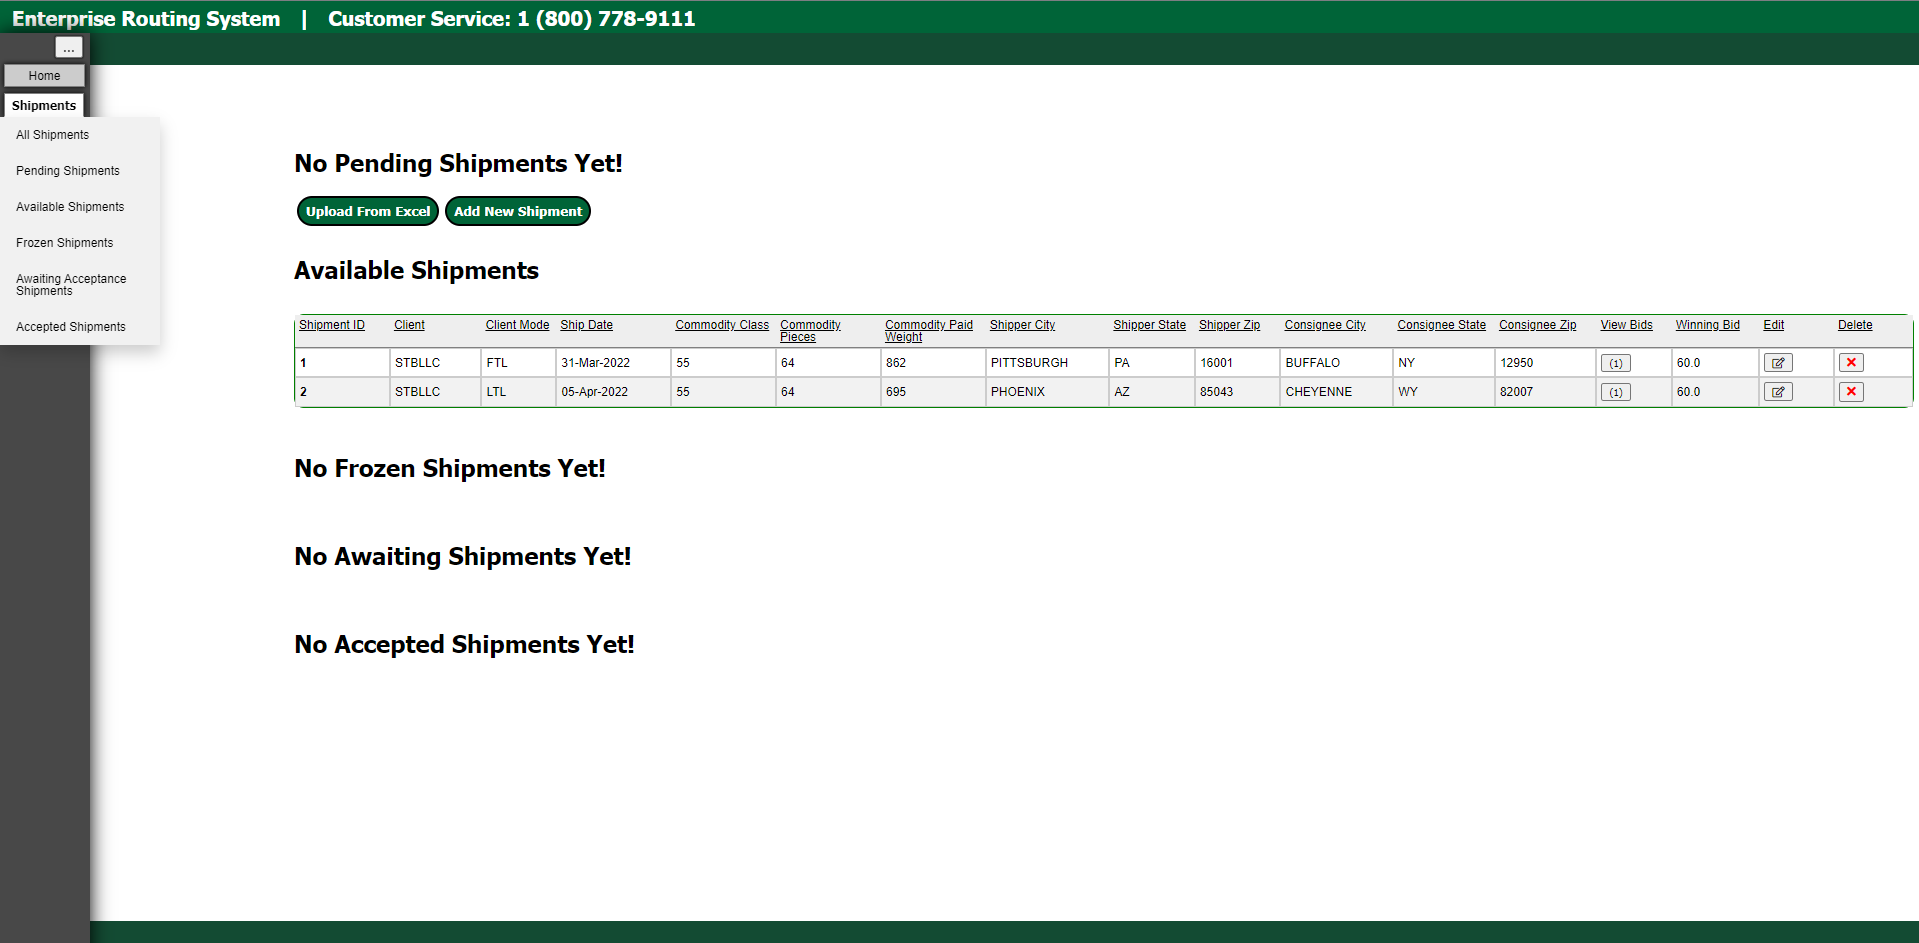 Enterprise Routing System | Customer Service: 1 (800) 778-9111
...
Home
Shipments
All Shipments
Pending Shipments
Available Shipments
Frozen Shipments
Awaiting Acceptance
Shipments
Accepted Shipments
No Pending Shipments Yet!
Upload From Excel Add New Shipment
Available Shipments
Shipment ID Client Client Mode Ship Date Commodity Class Commodity Pieces Commodity Paid Weight Shipper City Shipper State Shipper Zip Consignee City Consignee State Consignee Zip View Bids Winning Bid Edit Delete
1 STBLLC FTL 31-Mar-2022 55 64 862 PITTSBURGH PA 16001 BUFFALO NY 12950 (1) 60.0
2 STBLLC LTL 05-Apr-2022 55 64 695 PHOENIX AZ 85043 CHEYENNE WY 82007 (1) 60.0
No Frozen Shipments Yet!
No Awaiting Shipments Yet!
No Accepted Shipments Yet!